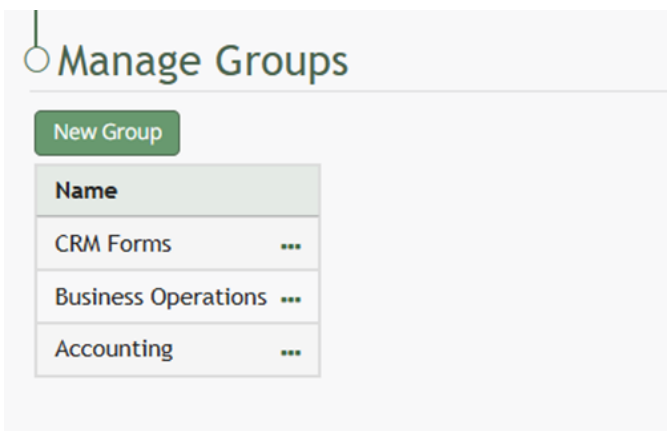 Manage Groups
New Group
Name
CRM Forms
Business Operations
Accounting